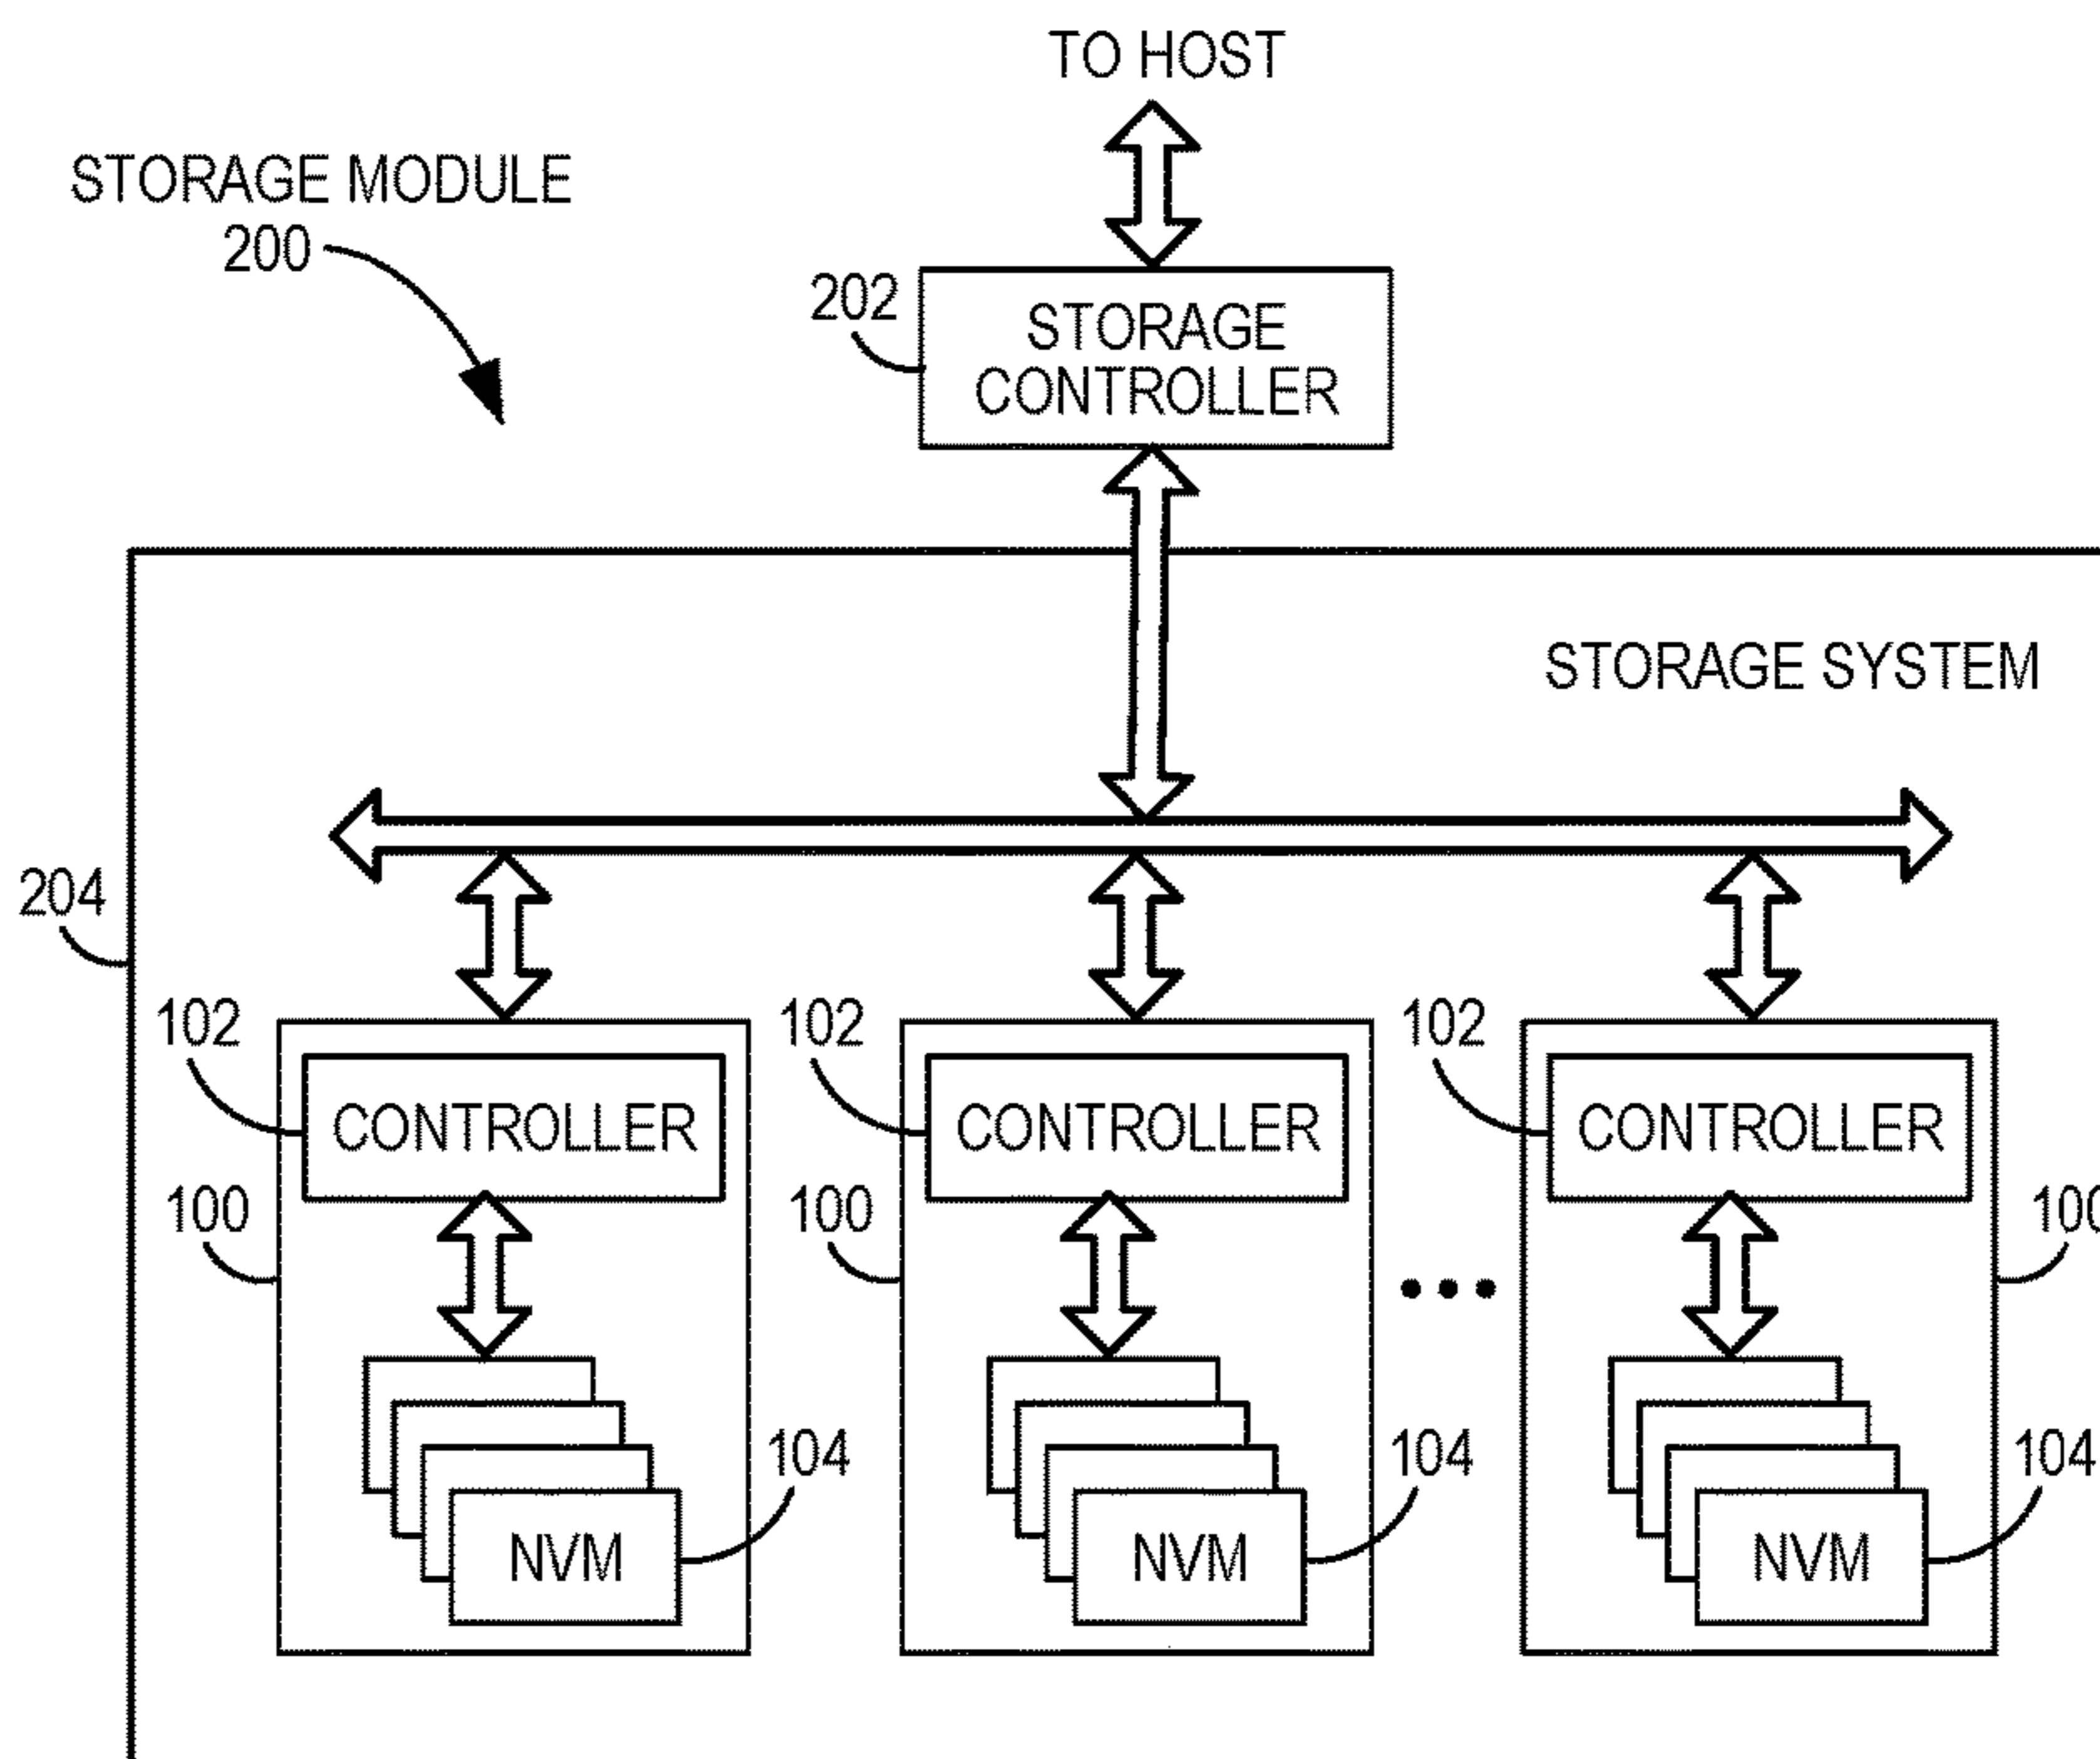 TO HOST
STORAGE MODULE
200
202
STORAGE
CONTROLLER
STORAGE SYSTEM
204
102
102
102
CONTROLLER
CONTROLLER
CONTROLLER
100
100
100
104
104
104
NVM
NVM
NVM